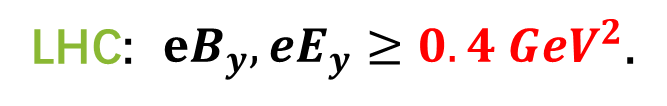 LHC: eB_y, eE_y ≥ 0.4 GeV².